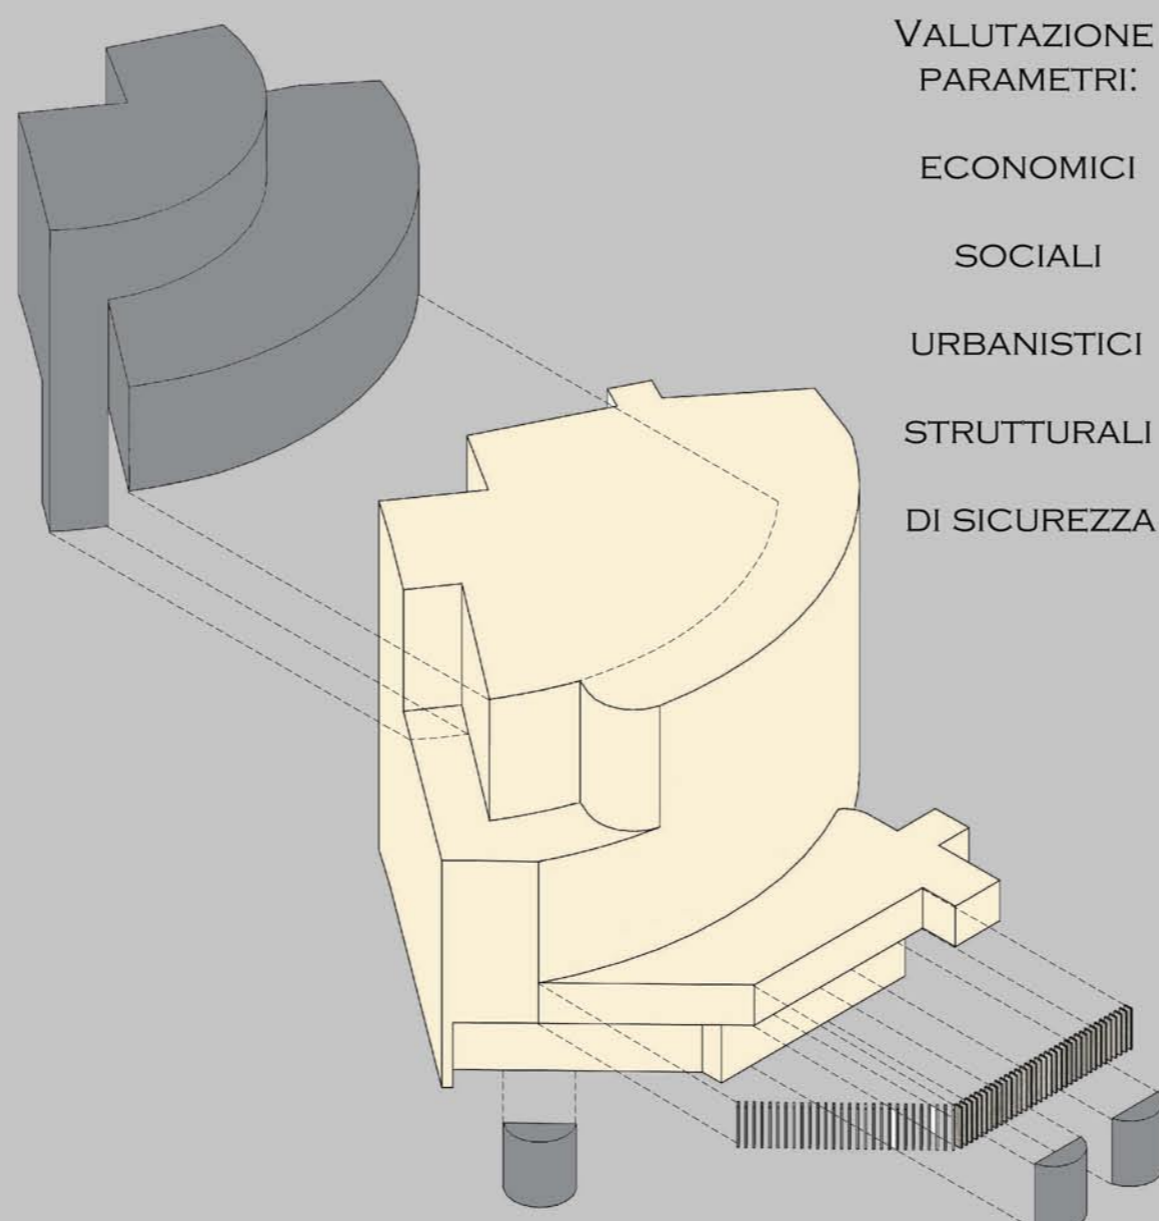 VALUTAZIONE
PARAMETRI:
ECONOMICI
SOCIALI
URBANISTICI
STRUTTURALI
DI SICUREZZA